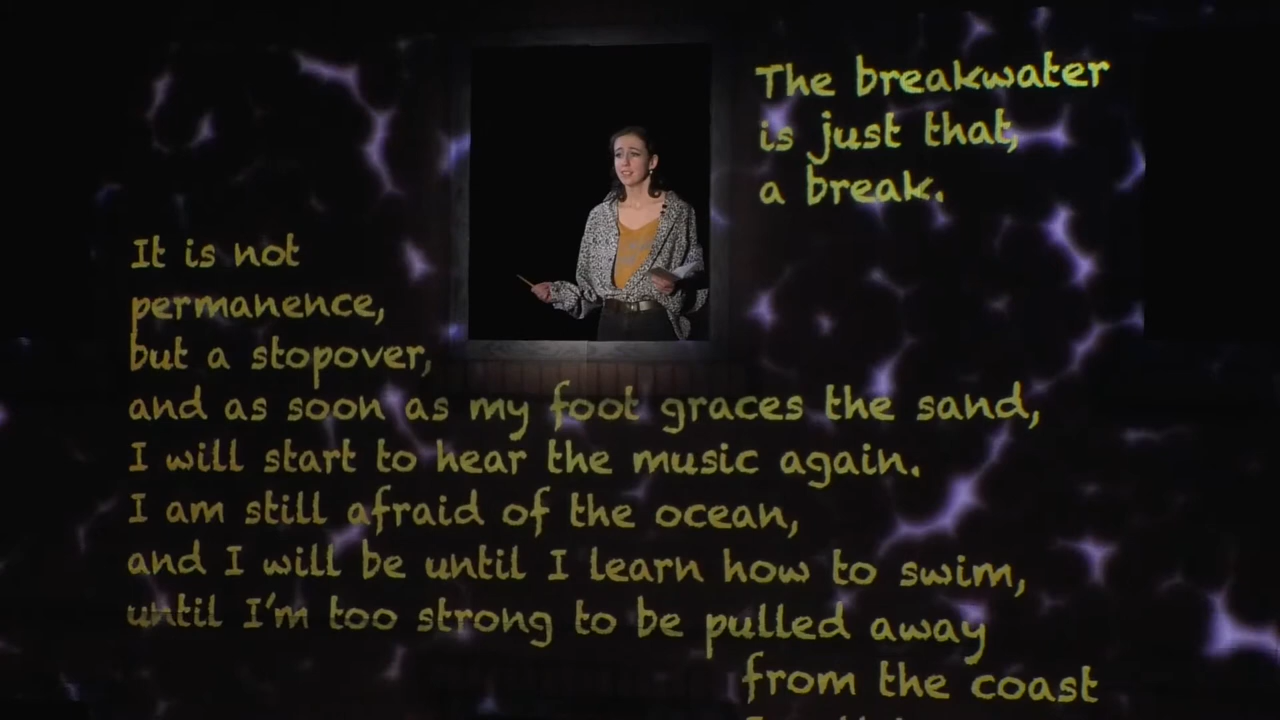 The breakwater
is just that,
a break.
It is not
permanence,
but a stopover,
and as soon as my foot graces the sand,
I will start to hear the music again.
I am still afraid of the ocean,
and I will be until I learn how to swim,
until I'm too strong to be pulled away
from the coast